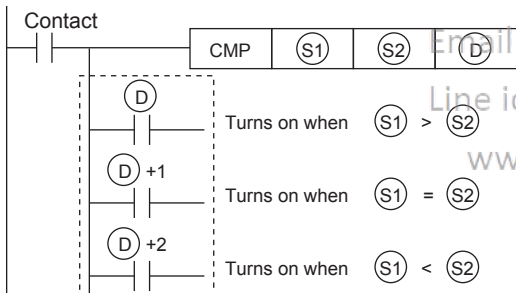 Contact
CMP S1 S2 D
Email
Line
D
Turns on when S1 > S2
D +1
Turns on when S1 = S2
D +2
Turns on when S1 < S2